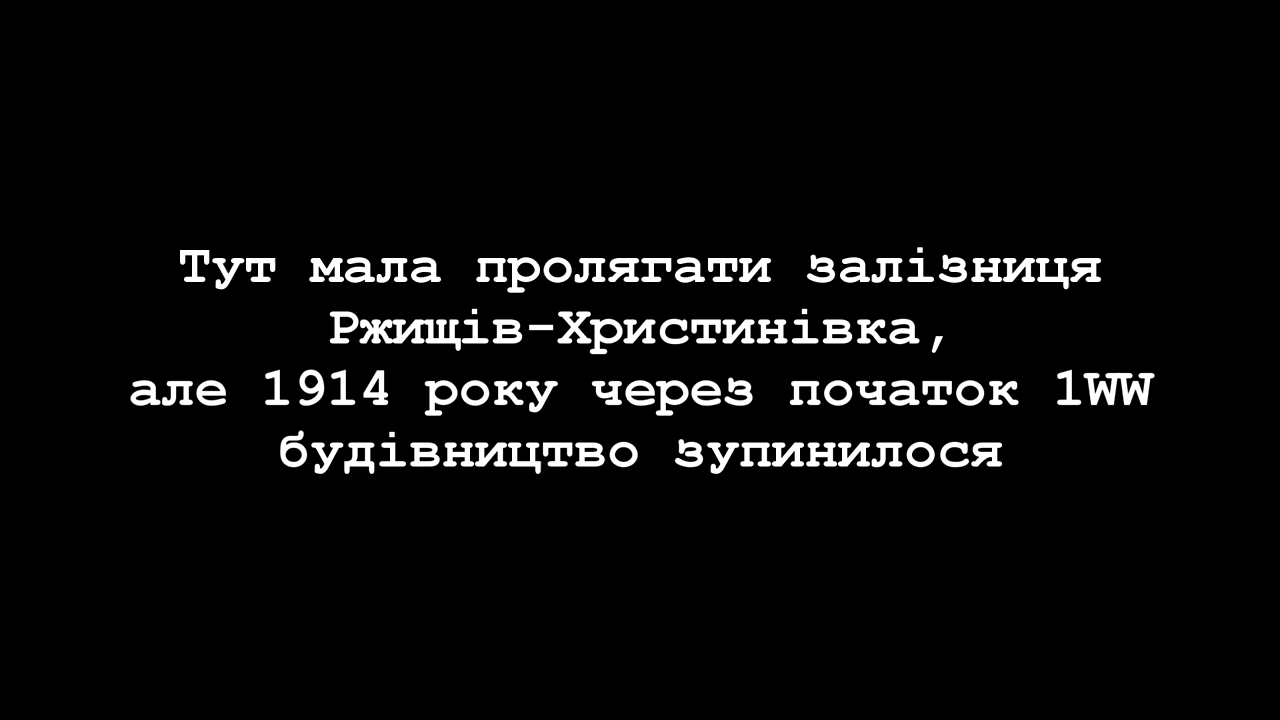 Тут мала пролягати залізниця
Ржищів-Христинівка,
але 1914 року через початок 1WW
будівництво зупинилося